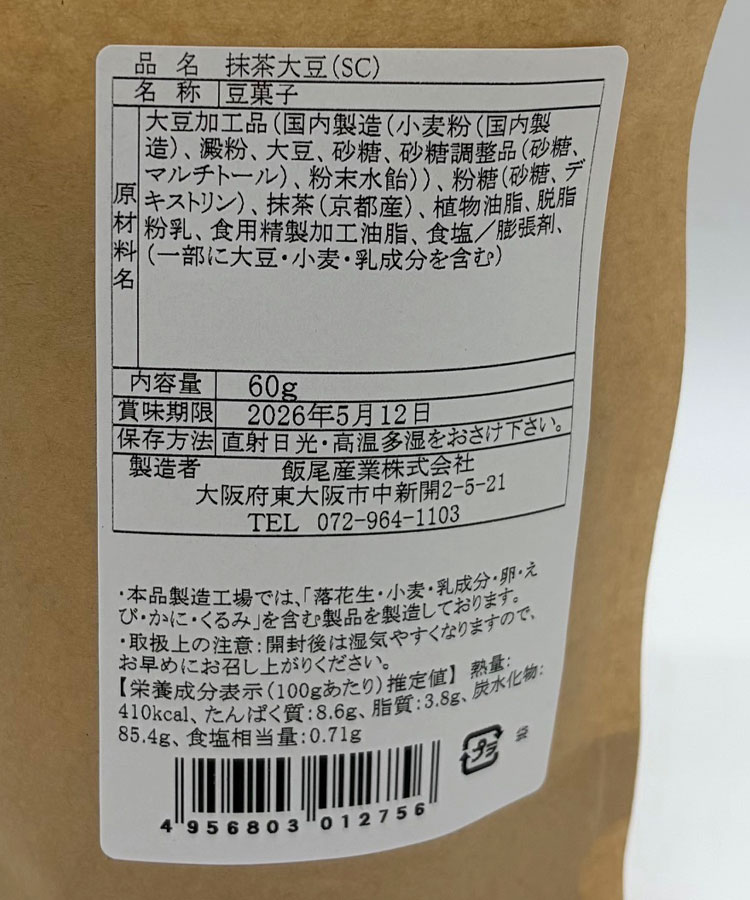 品名 抹茶大豆(SC)
名称 豆菓子
原材料名
大豆加工品(国内製造(小麦粉(国内製
造)、澱粉、大豆、砂糖、砂糖調整品(砂糖、
マルチトール)、粉末水飴))、粉糖(砂糖、デ
キストリン)、抹茶(京都産)、植物油脂、脱脂
粉乳、食用精製加工油脂、食塩/膨張剤、
(一部に大豆・小麦・乳成分を含む)
内容量 60g
賞味期限 2026年5月12日
保存方法 直射日光・高温多湿をおさけ下さい。
製造者 飯尾産業株式会社
大阪府東大阪市中新開2-5-21
TEL 072-964-1103
・本品製造工場では、「落花生・小麦・乳成分・卵・え
び・かに・くるみ」を含む製品を製造しております。
・取扱上の注意:開封後は湿気やすくなりますので、
お早めにお召し上がりください。
【栄養成分表示(100gあたり)推定値】 熱量:
410kcal、たんぱく質:8.6g、脂質:3.8g、炭水化物:
85.4g、食塩相当量:0.71g
プラ 袋
4 956803 012756